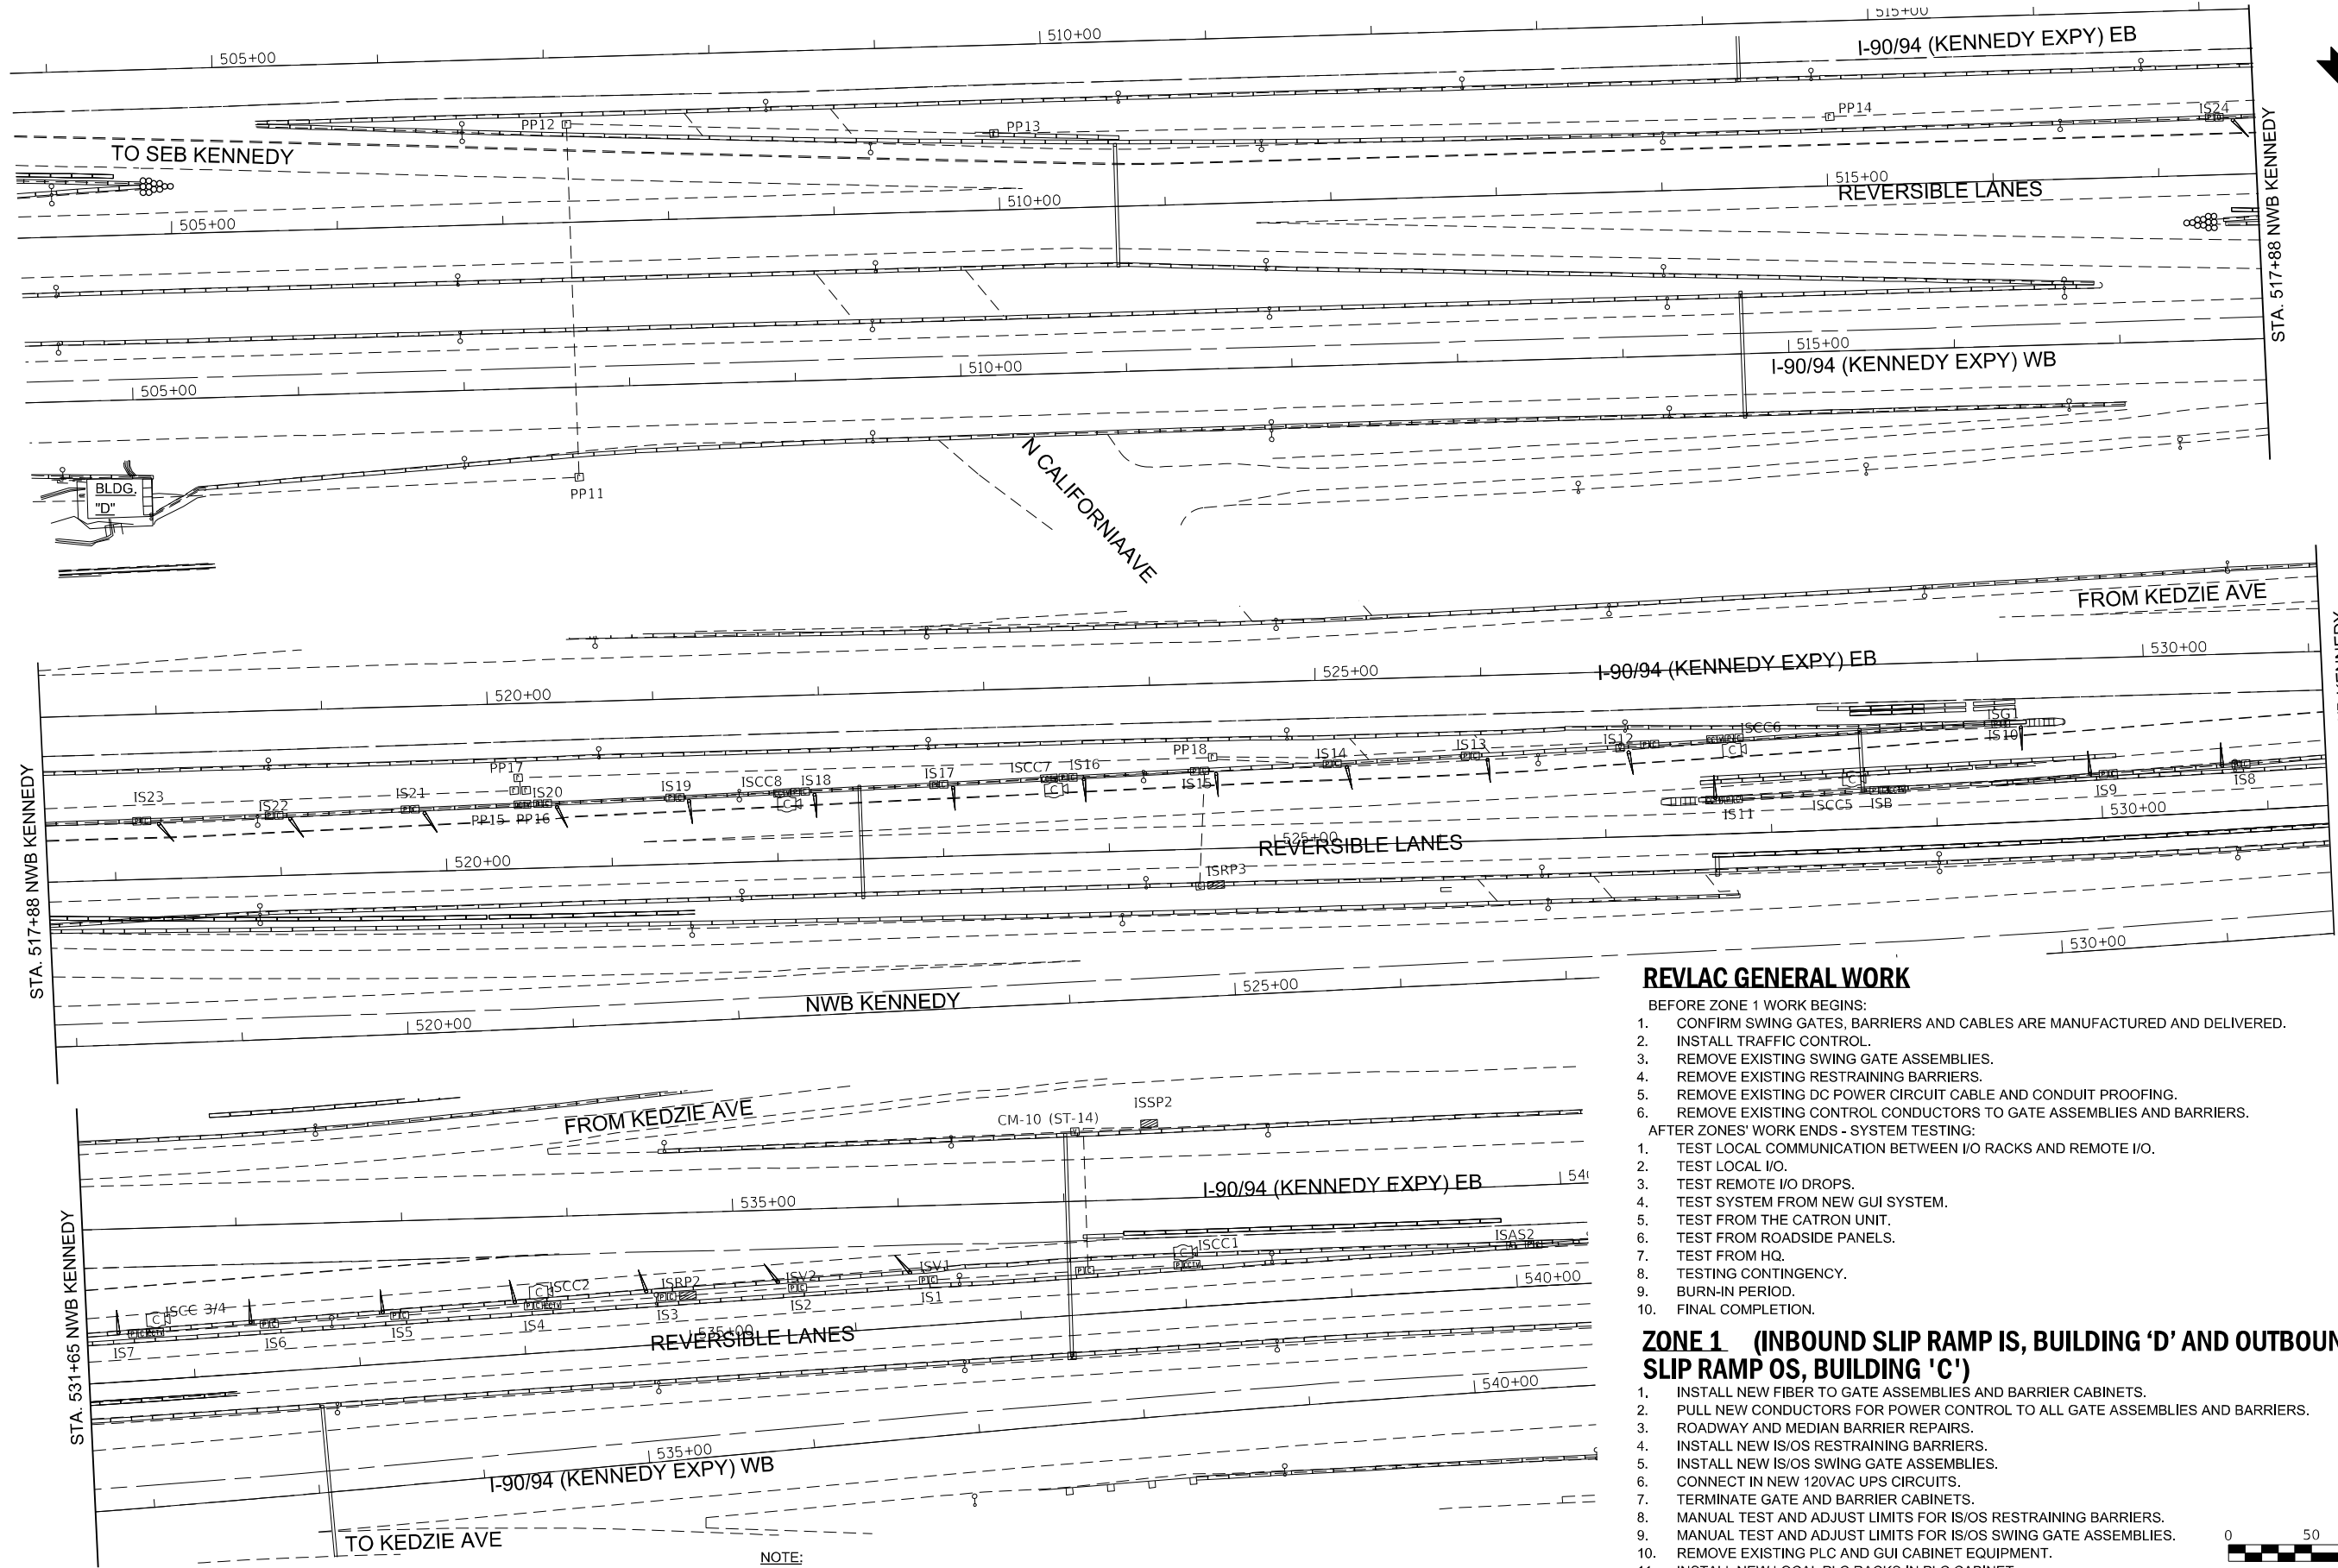 505+00
510+00
515+00
I-90/94 (KENNEDY EXPY) EB
PP12
PP13
PP14
IS24
TO SEB KENNEDY
505+00
510+00
515+00
REVERSIBLE LANES
STA. 517+88 NWB KENNEDY
505+00
510+00
515+00
I-90/94 (KENNEDY EXPY) WB
BLDG.
"D"
PP11
N CALIFORNIAAVE
FROM KEDZIE AVE
STA. 517+88 NWB KENNEDY
520+00
525+00
I-90/94 (KENNEDY EXPY) EB
530+00
IS23
IS22
IS21
PP17
IS20
PP15
PP16
IS19
ISCC8
IS18
IS17
ISCC7
IS16
PP18
IS15
IS14
IS13
IS12
ISCC6
ISG1
IS10
IS11
ISCC5
ISB
IS9
IS8
C
C
C
C
520+00
525+00
530+00
REVERSIBLE LANES
ISRP3
NWB KENNEDY
520+00
525+00
530+00
STA. 531+65 NWB KENNEDY
FROM KEDZIE AVE
CM-10 (ST-14)
ISSP2
535+00
I-90/94 (KENNEDY EXPY) EB
ISCC 3/4
IS7
IS6
IS5
ISCC2
IS4
ISRP2
IS3
ISV2
IS2
ISV1
IS1
ISCC1
ISAS2
C
C
C
535+00
540+00
REVERSIBLE LANES
535+00
540+00
I-90/94 (KENNEDY EXPY) WB
TO KEDZIE AVE
NOTE:
REVLAC GENERAL WORK
BEFORE ZONE 1 WORK BEGINS:
1. CONFIRM SWING GATES, BARRIERS AND CABLES ARE MANUFACTURED AND DELIVERED.
2. INSTALL TRAFFIC CONTROL.
3. REMOVE EXISTING SWING GATE ASSEMBLIES.
4. REMOVE EXISTING RESTRAINING BARRIERS.
5. REMOVE EXISTING DC POWER CIRCUIT CABLE AND CONDUIT PROOFING.
6. REMOVE EXISTING CONTROL CONDUCTORS TO GATE ASSEMBLIES AND BARRIERS.
AFTER ZONES' WORK ENDS - SYSTEM TESTING:
1. TEST LOCAL COMMUNICATION BETWEEN I/O RACKS AND REMOTE I/O.
2. TEST LOCAL I/O.
3. TEST REMOTE I/O DROPS.
4. TEST SYSTEM FROM NEW GUI SYSTEM.
5. TEST FROM THE CATRON UNIT.
6. TEST FROM ROADSIDE PANELS.
7. TEST FROM HQ.
8. TESTING CONTINGENCY.
9. BURN-IN PERIOD.
10. FINAL COMPLETION.
ZONE 1 (INBOUND SLIP RAMP IS, BUILDING ‘D’ AND OUTBOUN
SLIP RAMP OS, BUILDING 'C')
1. INSTALL NEW FIBER TO GATE ASSEMBLIES AND BARRIER CABINETS.
2. PULL NEW CONDUCTORS FOR POWER CONTROL TO ALL GATE ASSEMBLIES AND BARRIERS.
3. ROADWAY AND MEDIAN BARRIER REPAIRS.
4. INSTALL NEW IS/OS RESTRAINING BARRIERS.
5. INSTALL NEW IS/OS SWING GATE ASSEMBLIES.
6. CONNECT IN NEW 120VAC UPS CIRCUITS.
7. TERMINATE GATE AND BARRIER CABINETS.
8. MANUAL TEST AND ADJUST LIMITS FOR IS/OS RESTRAINING BARRIERS.
9. MANUAL TEST AND ADJUST LIMITS FOR IS/OS SWING GATE ASSEMBLIES.
10. REMOVE EXISTING PLC AND GUI CABINET EQUIPMENT.
11. INSTALL NEW LOCAL PLC RACKS IN PLC CABINET
0 50